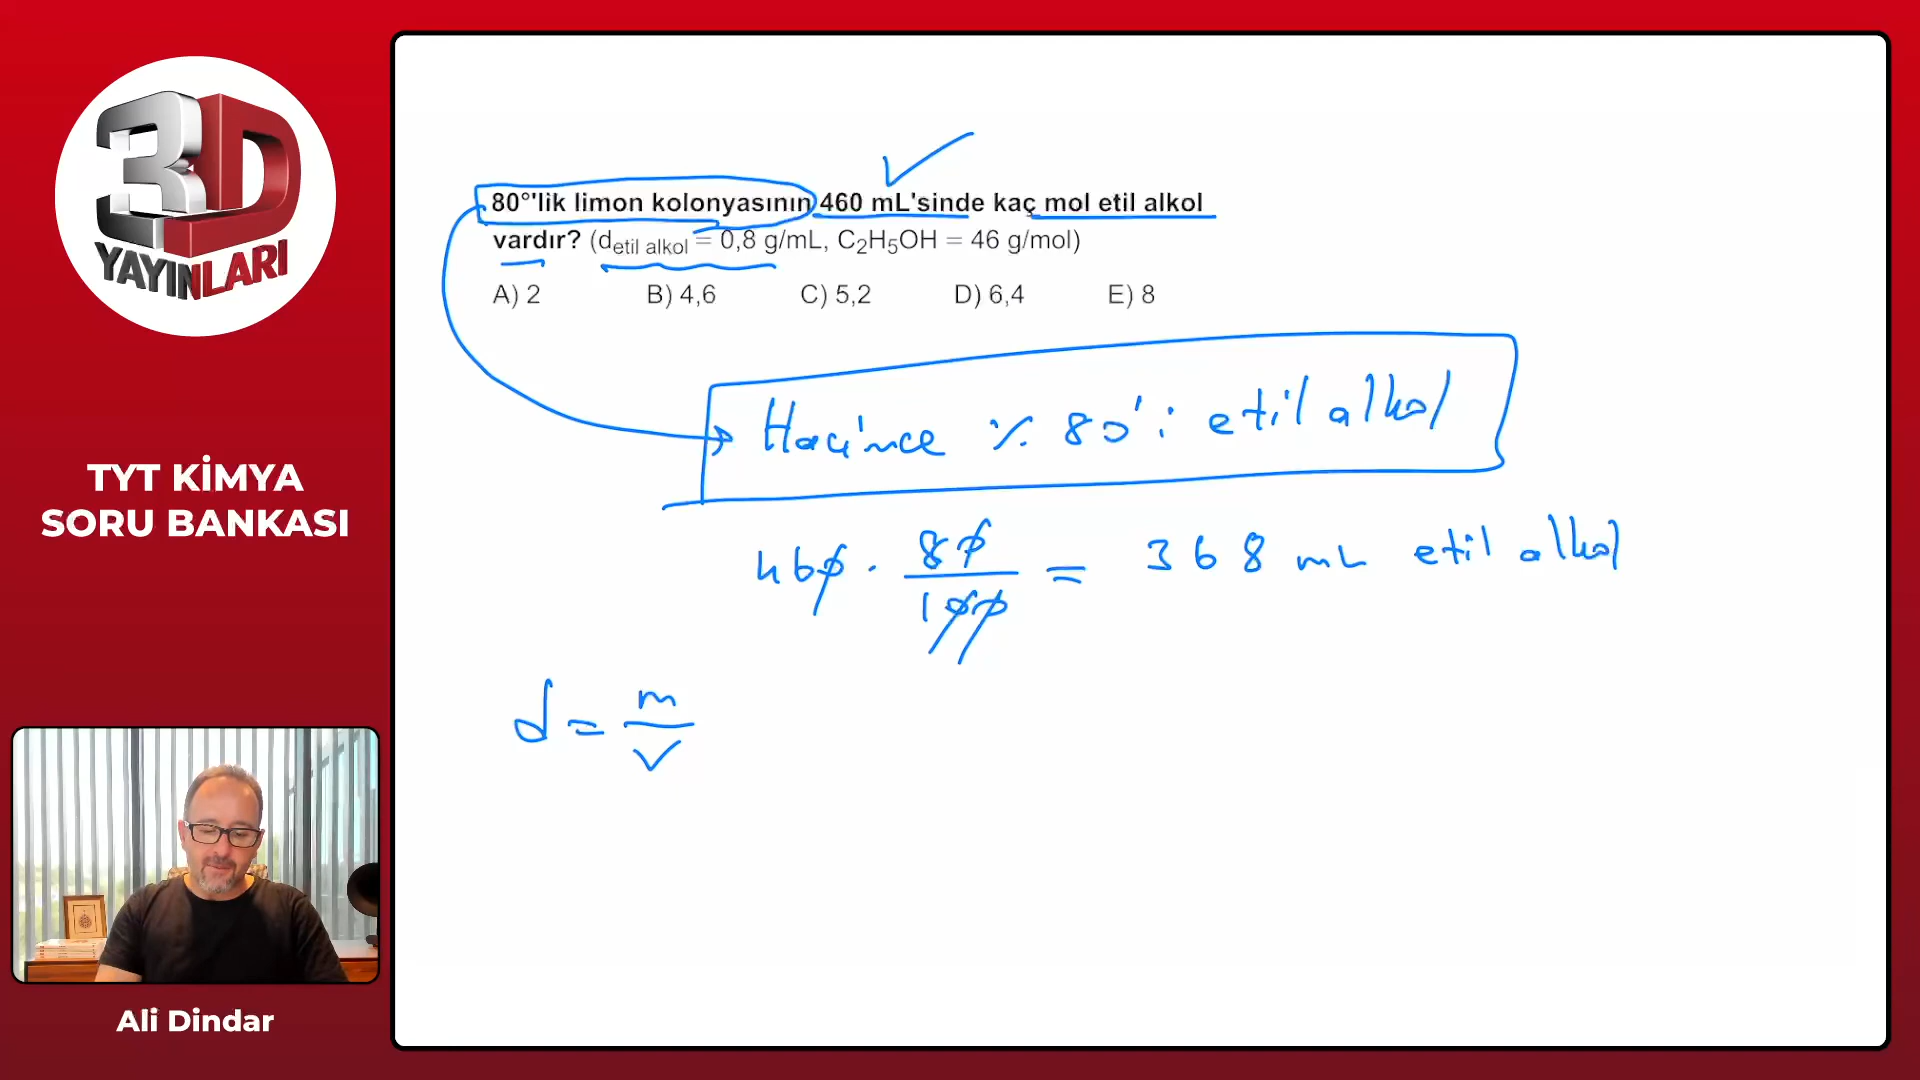 3D
YAYINLARI
TYT KİMYA
SORU BANKASI
Ali Dindar
80°'lik limon kolonyasının 460 mL'sinde kaç mol etil alkol
vardır? (d etil alkol = 0,8 g/mL, C₂H₅OH = 46 g/mol)
A) 2 B) 4,6 C) 5,2 D) 6,4 E) 8
Hacimce % 80'i etil alkol
460 . 80/100 = 368 mL etil alkol
d = m/V